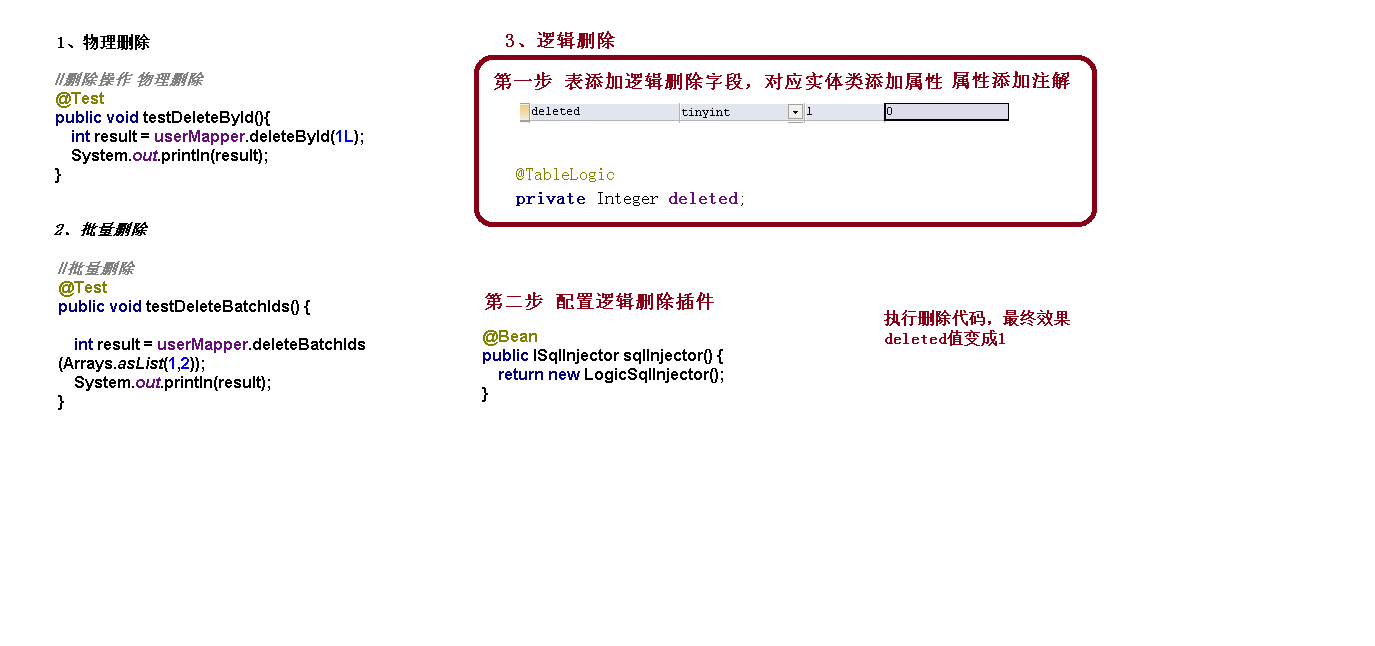 1、物理删除
//删除操作 物理删除
@Test
public void testDeleteById(){
int result = userMapper.deleteById(1L);
System.out.println(result);
}
2. 批量删除
//批量删除
@Test
public void testDeleteBatchIds() {
int result = userMapper.deleteBatchIds
(Arrays.asList(1,2));
System.out.println(result);
}
3、逻辑删除
第一步 表添加逻辑删除字段，对应实体类添加属性 属性添加注解
deleted tinyint 1 0
@TableLogic
private Integer deleted;
第二步 配置逻辑删除插件
@Bean
public ISqlInjector sqlInjector() {
return new LogicSqlInjector();
}
执行删除代码，最终效果
deleted值变成1